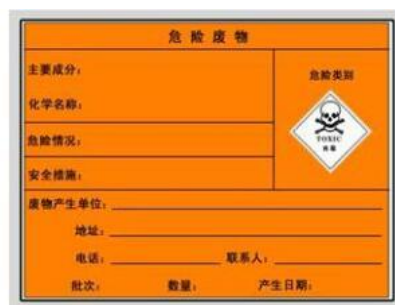 危险废物
主要成分：
危险类别
化学名称：
TOXIC
有毒
危险情况：
安全措施：
废物产生单位：
地址：
电话： 联系人：
批次： 数量： 产生日期：